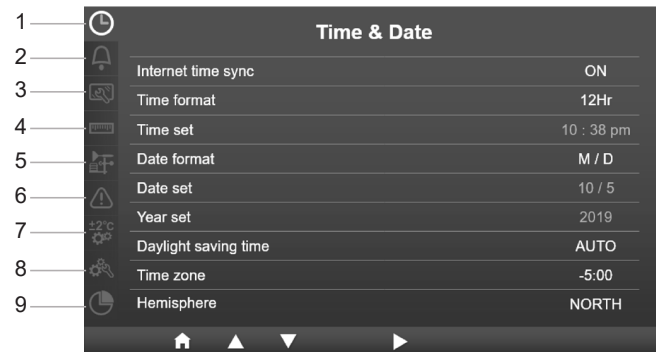 Time & Date
1
2
3
4
5
6
7
8
9
±2°C
Internet time sync ON
Time format 12Hr
Time set 10 : 38 pm
Date format M / D
Date set 10 / 5
Year set 2019
Daylight saving time AUTO
Time zone -5:00
Hemisphere NORTH